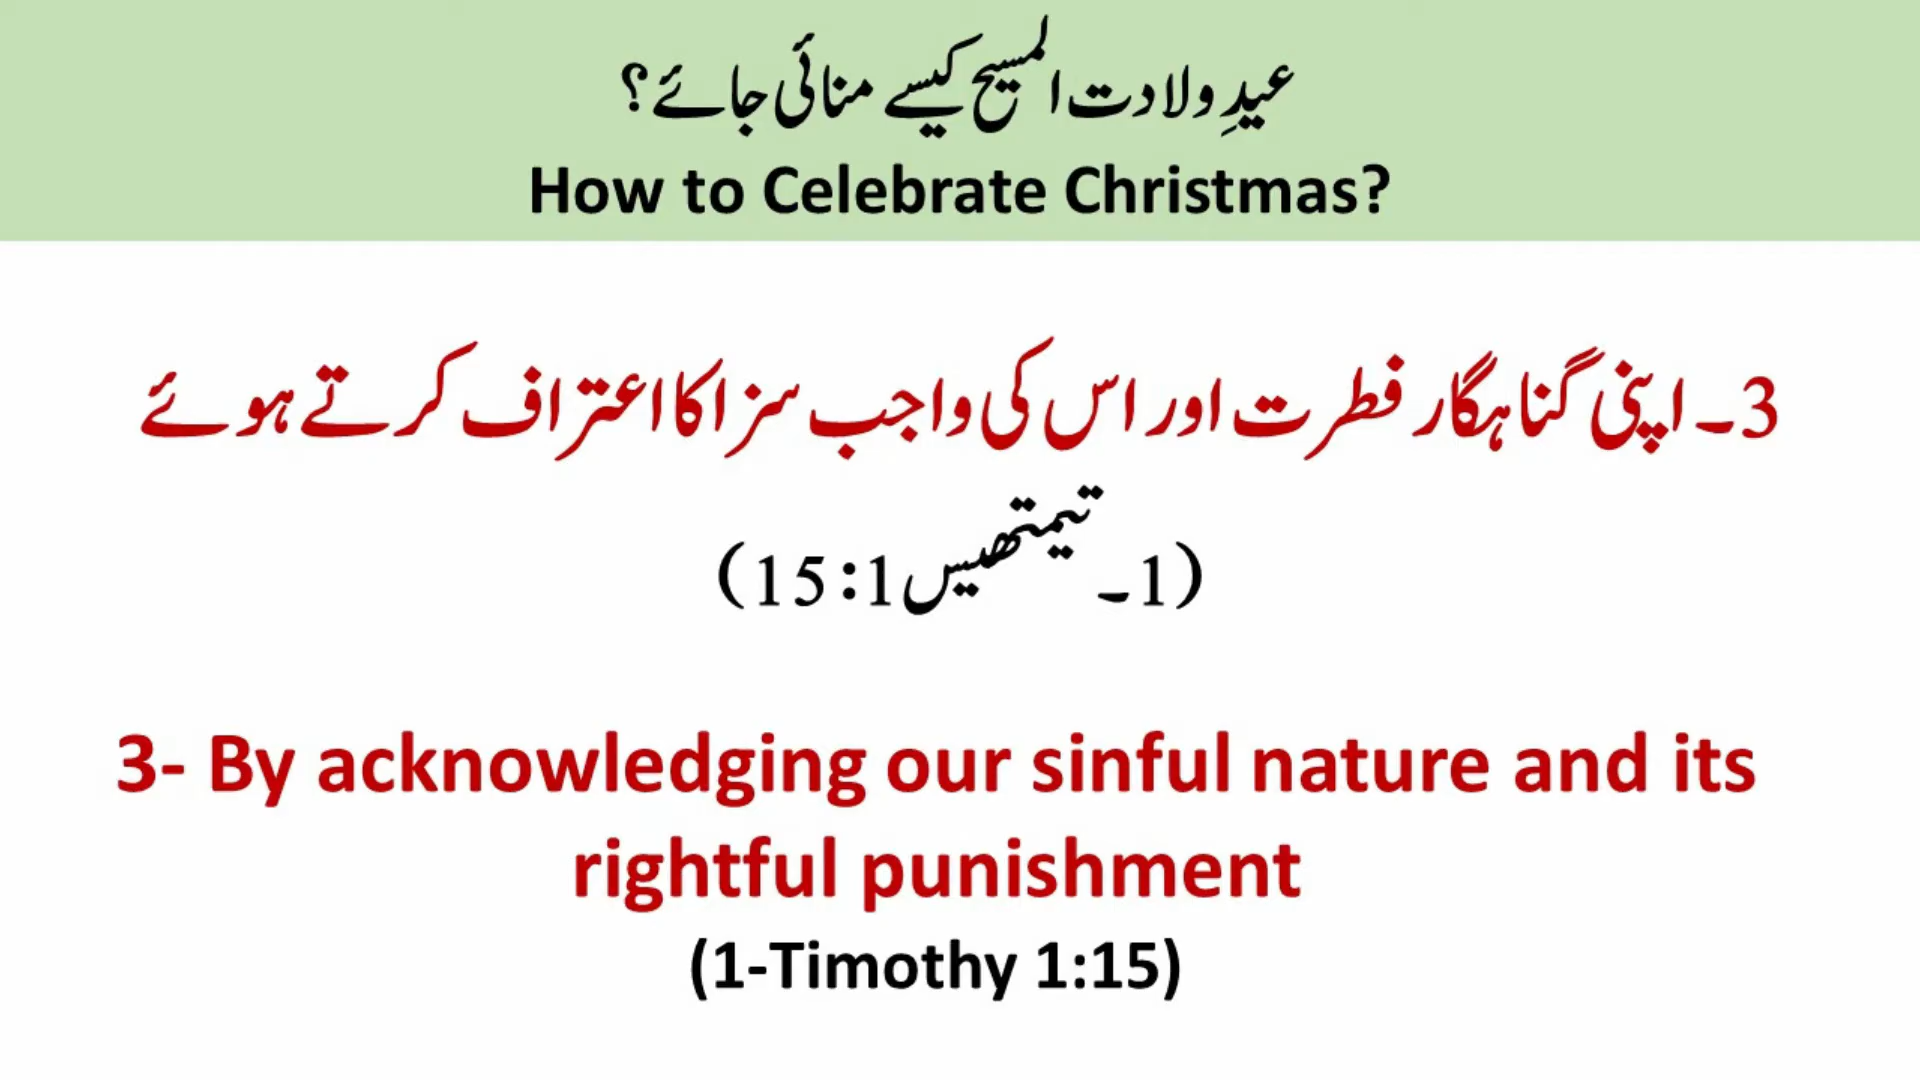 عیدِ ولادت المسیح کیسے منائی جائے؟
How to Celebrate Christmas?
3۔ اپنی گناہگار فطرت اور اس کی واجب سزا کا اعتراف کرتے ہوئے
(1۔ تیمتھیس 1:15)
3- By acknowledging our sinful nature and its
rightful punishment
(1-Timothy 1:15)